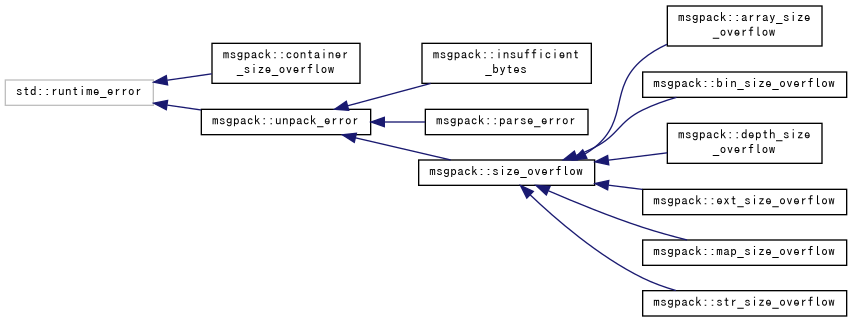 std::runtime_error
msgpack::container
_size_overflow
msgpack::unpack_error
msgpack::insufficient
_bytes
msgpack::parse_error
msgpack::size_overflow
msgpack::array_size
_overflow
msgpack::bin_size_overflow
msgpack::depth_size
_overflow
msgpack::ext_size_overflow
msgpack::map_size_overflow
msgpack::str_size_overflow